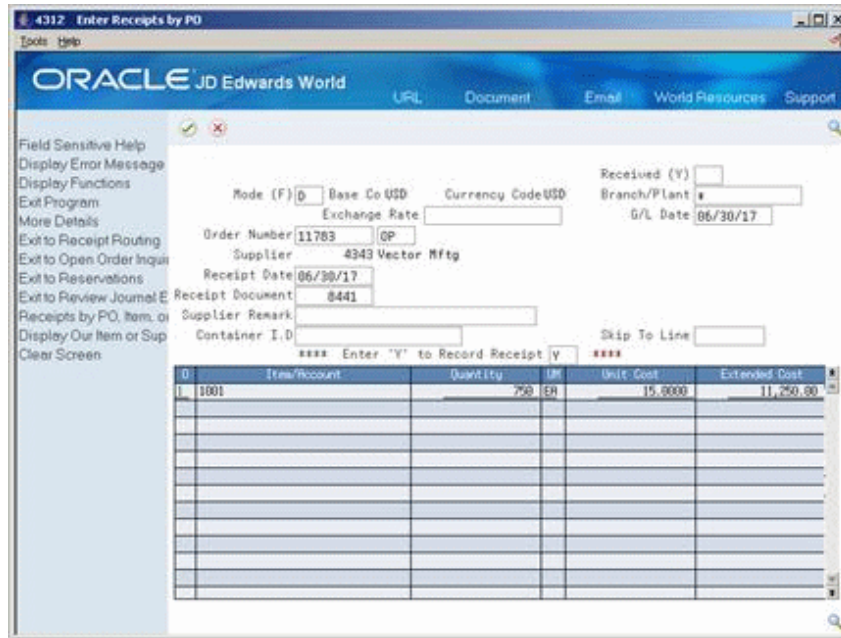 4312 Enter Receipts by PO
Tools Help
ORACLE JD Edwards World
URL Document Email World Resources Support
Field Sensitive Help
Display Error Message
Display Functions
Exit Program
More Details
Exit to Receipt Routing
Exit to Open Order Inqui
Exit to Reservations
Exit to Review Journal E
Receipts by PO, Item, or
Display Our Item or Sup
Clear Screen
Received (Y)
Mode (F) D Base Co USD Currency Code USD Branch/Plant *
Exchange Rate G/L Date 06/30/17
Order Number 11783 OP
Supplier 4343 Vector Mftg
Receipt Date 06/30/17
Receipt Document 8441
Supplier Remark
Container I.D Skip To Line
**** Enter 'Y' to Record Receipt y ****
O Item/Account Quantity UM Unit Cost Extended Cost
1 1001 750 EA 15.0000 11,250.00